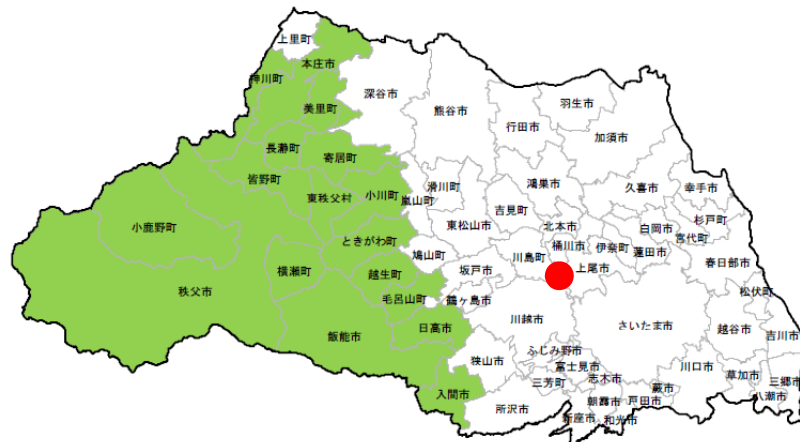 上里町
本庄市
神川町
美里町
深谷市
熊谷市
羽生市
行田市
加須市
長瀞町
寄居町
皆野町
東秩父村
小川町
嵐山町
滑川町
鴻巣市
久喜市
幸手市
小鹿野町
吉見町
東松山市
北本市
白岡市
杉戸町
宮代町
ときがわ町
鳩山町
川島町
桶川市
伊奈町
蓮田市
上尾市
春日部市
横瀬町
越生町
坂戸市
秩父市
毛呂山町
鶴ヶ島市
松伏町
飯能市
日高市
川越市
さいたま市
越谷市
吉川市
狭山市
ふじみ野市
富士見市
三芳町
志木市
川口市
草加市
三郷市
入間市
蕨市
八潮市
所沢市
朝霞市
戸田市
新座市
和光市